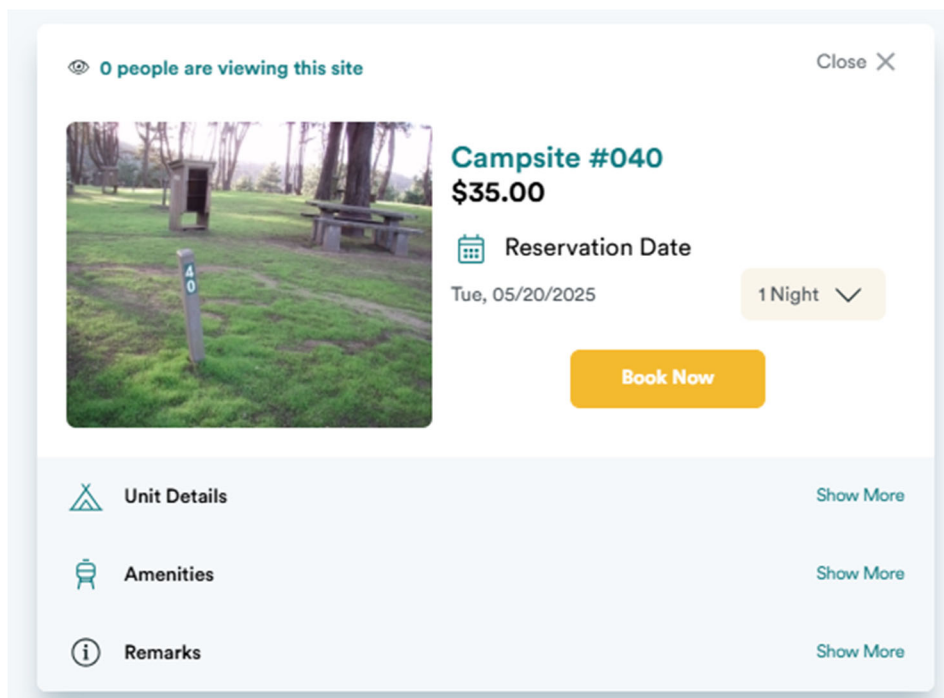 0 people are viewing this site
Close
Campsite #040
$35.00
Reservation Date
Tue, 05/20/2025
1 Night
Book Now
40
Unit Details
Show More
Amenities
Show More
Remarks
Show More